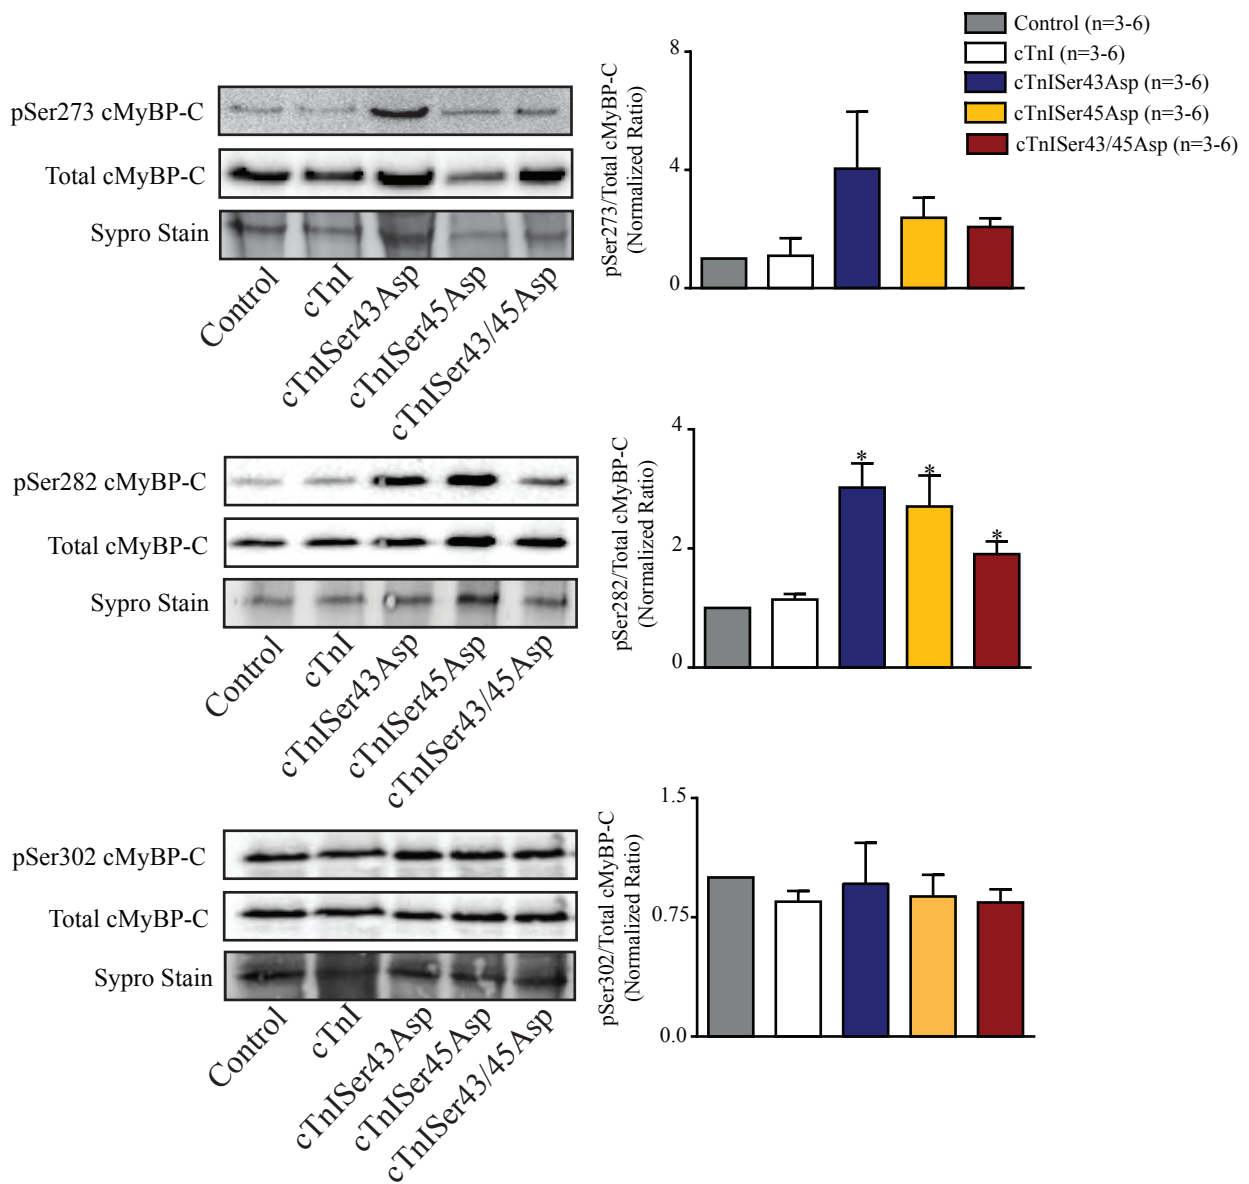 Control (n=3-6)
cTnI (n=3-6)
cTnISer43Asp (n=3-6)
cTnISer45Asp (n=3-6)
cTnISer43/45Asp (n=3-6)
pSer273 cMyBP-C
Total cMyBP-C
Sypro Stain
Control
cTnI
cTnISer43Asp
cTnISer45Asp
cTnISer43/45Asp
pSer273/Total cMyBP-C
(Normalized Ratio)
8
4
0
pSer282 cMyBP-C
Total cMyBP-C
Sypro Stain
Control
cTnI
cTnISer43Asp
cTnISer45Asp
cTnISer43/45Asp
pSer282/Total cMyBP-C
(Normalized Ratio)
4
2
0
*
*
*
pSer302 cMyBP-C
Total cMyBP-C
Sypro Stain
Control
cTnI
cTnISer43Asp
cTnISer45Asp
cTnISer43/45Asp
pSer302/Total cMyBP-C
(Normalized Ratio)
1.5
0.75
0.0